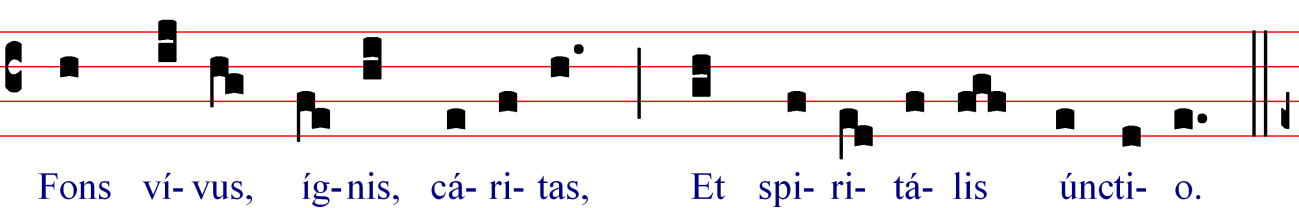 Fons ví- vus, íg- nis, cá- ri- tas, Et spi- ri- tá- lis úncti- o.